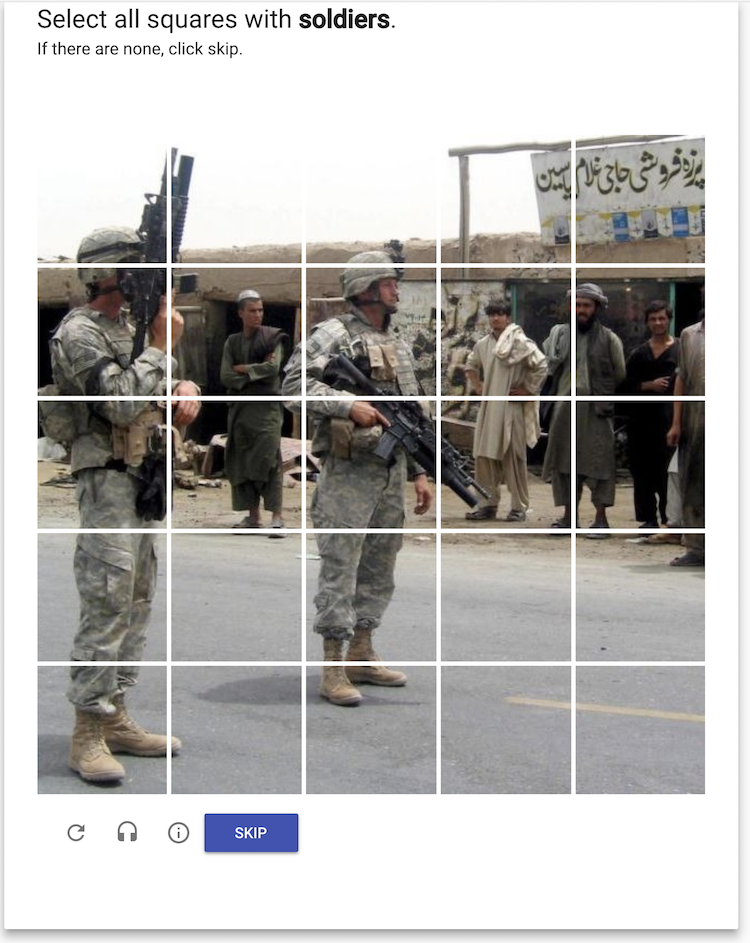 Select all squares with soldiers.
If there are none, click skip.
پرزه فروشی حاجی غلام یاسین
SKIP